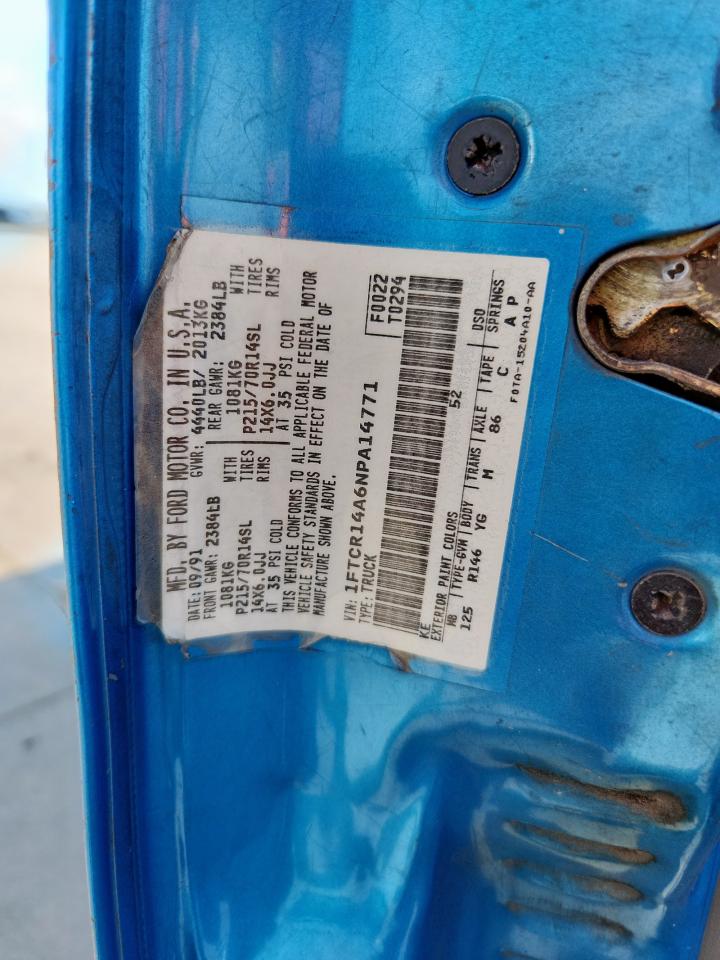 MFD. BY FORD MOTOR CO. IN U.S.A.
DATE: 09/91 GVWR: 4440LB/ 2013KG
FRONT GAWR: 2384LB REAR GAWR: 2384LB
1081KG WITH 1081KG WITH
P215/70R14SL TIRES P215/70R14SL TIRES
14X6.0JJ RIMS 14X6.0JJ RIMS
AT 35 PSI COLD AT 35 PSI COLD
THIS VEHICLE CONFORMS TO ALL APPLICABLE FEDERAL MOTOR
VEHICLE SAFETY STANDARDS IN EFFECT ON THE DATE OF
MANUFACTURE SHOWN ABOVE.
VIN: 1FTCR14A6NPA14771 F0022
TYPE: TRUCK T0294
KE 52
EXTERIOR PAINT COLORS DSO
WB TYPE-GVM BODY TRANS AXLE TAPE SPRINGS
125 R146 YG M 86 C A P
F0TA-15204A10-AA